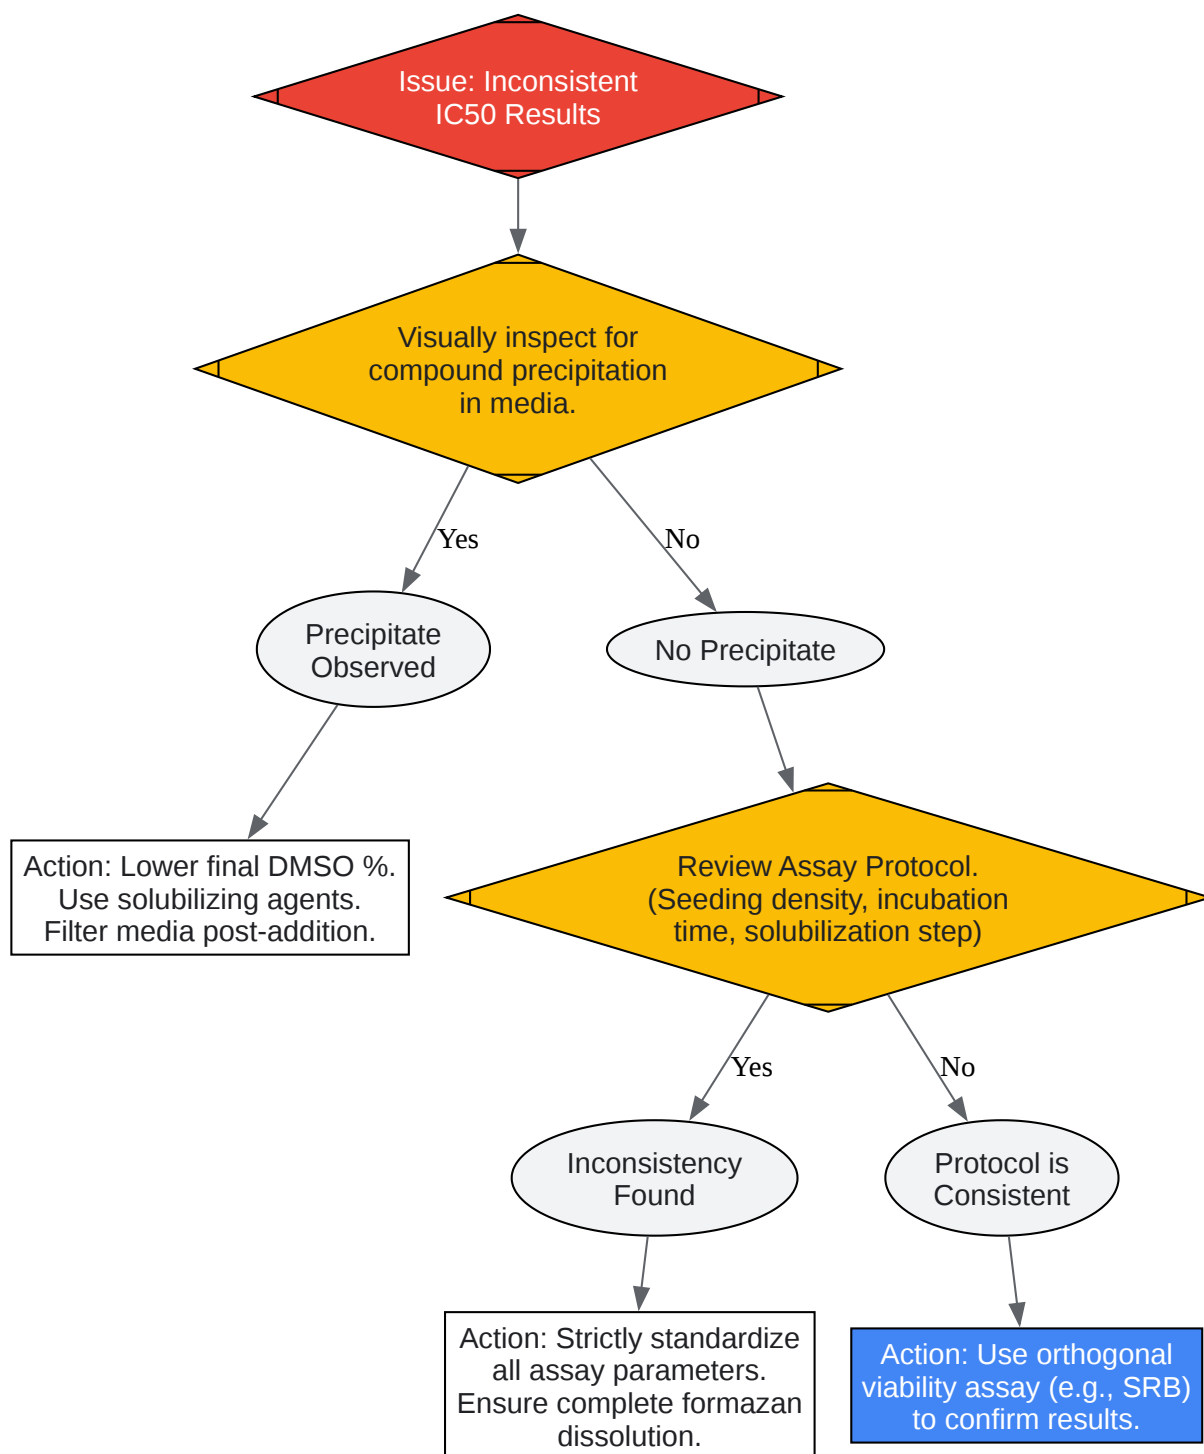 Issue: Inconsistent
IC50 Results
Visually inspect for
compound precipitation
in media.
Yes
No
Precipitate
Observed
No Precipitate
Action: Lower final DMSO %.
Use solubilizing agents.
Filter media post-addition.
Review Assay Protocol.
(Seeding density, incubation
time, solubilization step)
Yes
No
Inconsistency
Found
Protocol is
Consistent
Action: Strictly standardize
all assay parameters.
Ensure complete formazan
dissolution.
Action: Use orthogonal
viability assay (e.g., SRB)
to confirm results.